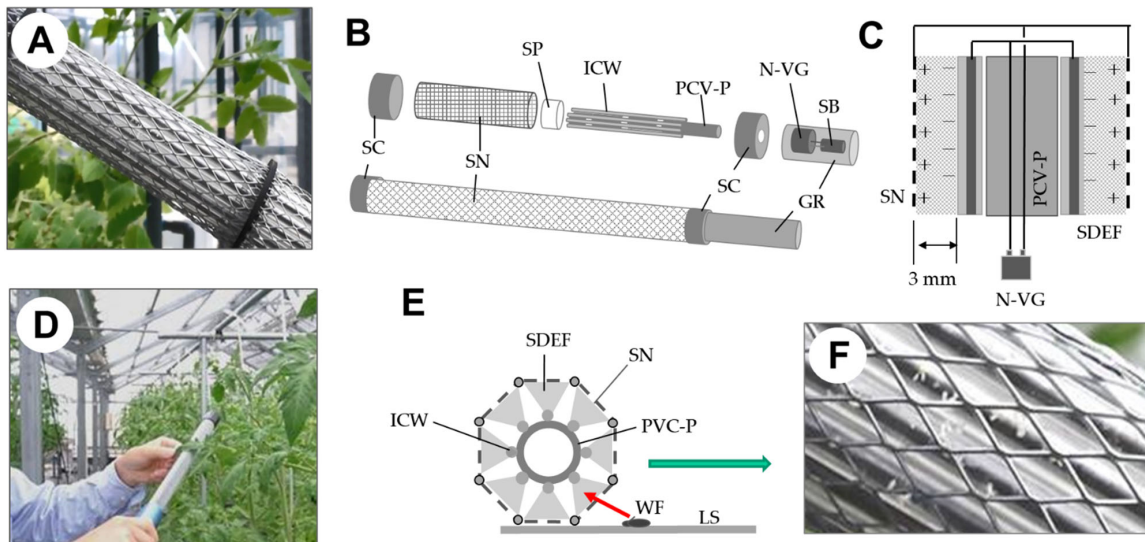 A
B
SP
ICW
PCV-P
N-VG
SB
SC
SN
SC
GR
C
SN
PCV-P
SDEF
3 mm
N-VG
D
E
SDEF
SN
ICW
PVC-P
WF
LS
F